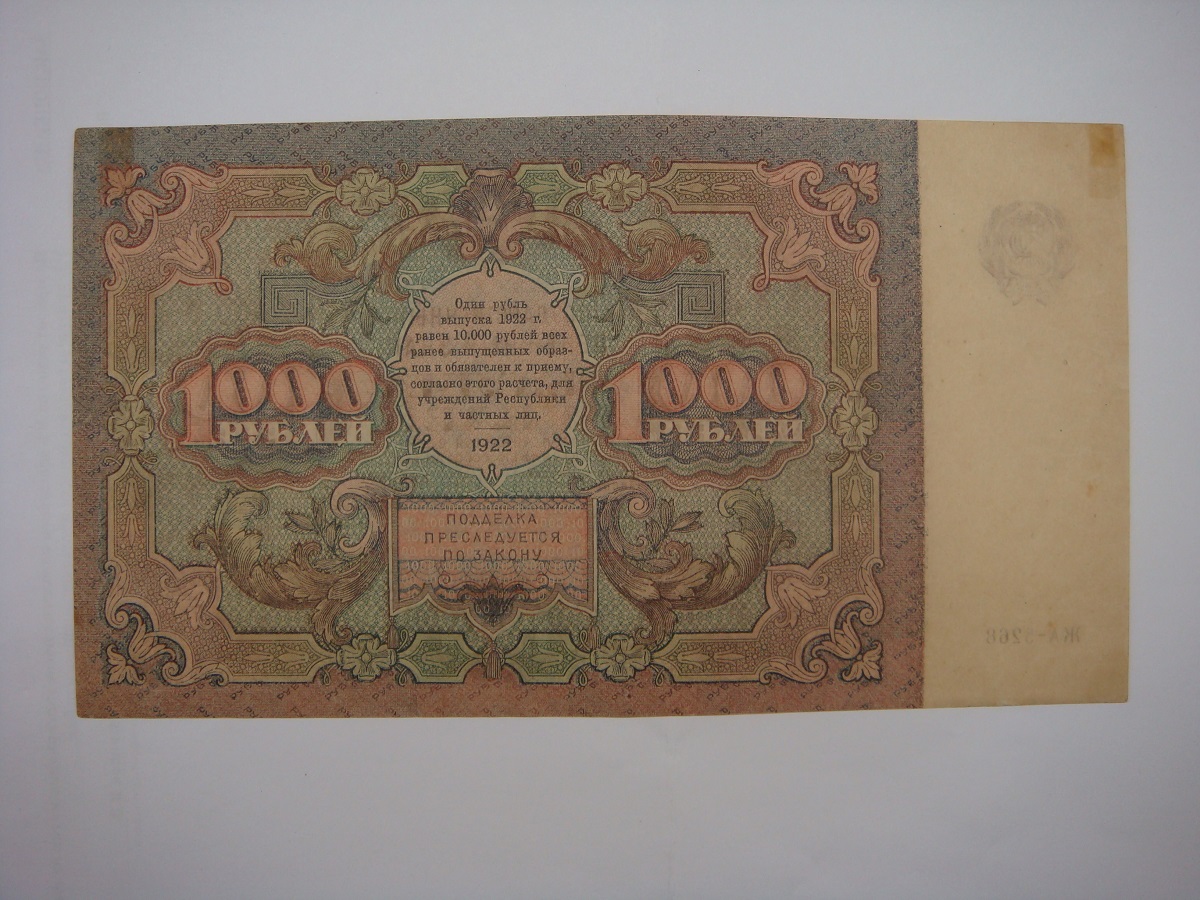 Один рубль
выпуска 1922 г.
равен 10.000 рублей всех
ранее выпущенных образ-
цов и обязателен к приему,
согласно этого расчета, для
учреждений Республики
и частных лиц.
1922
1000
РУБЛЕЙ
1000
РУБЛЕЙ
ПОДДЕЛКА
ПРЕСЛЕДУЕТСЯ
ПО ЗАКОНУ